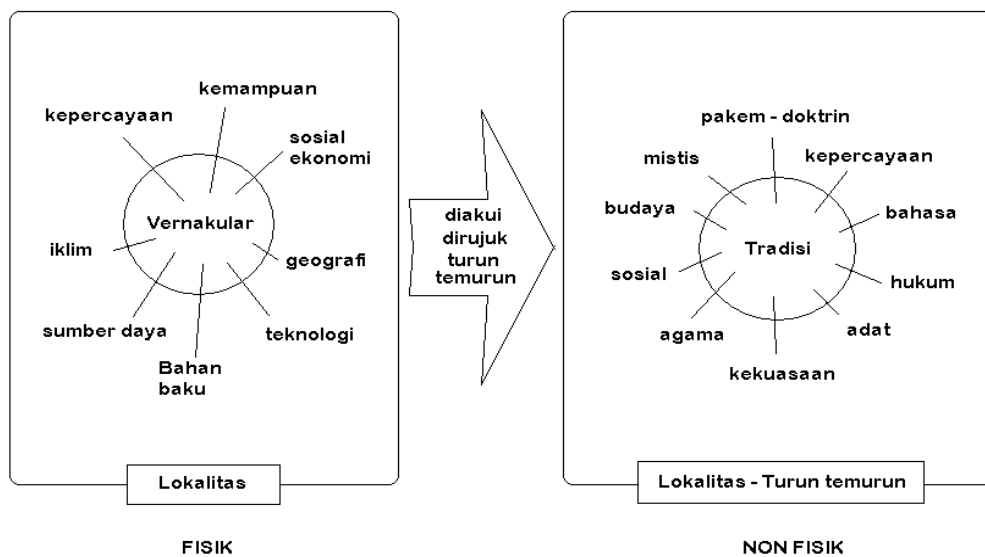 kemampuan
kepercayaan
sosial
ekonomi
Vernakular
iklim
geografi
sumber daya
teknologi
Bahan
baku
Lokalitas
FISIK
diakui
dirujuk
turun
temurun
pakem - doktrin
mistis
kepercayaan
budaya
bahasa
Tradisi
sosial
hukum
agama
adat
kekuasaan
Lokalitas - Turun temurun
NON FISIK